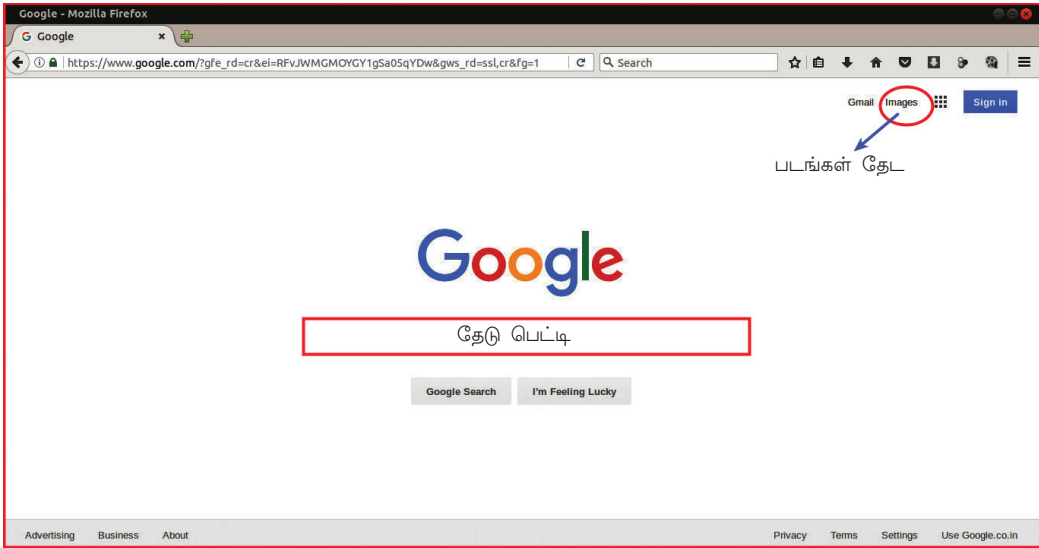 Google - Mozilla Firefox
G Google
https://www.google.com/?gfe_rd=cr&ei=RFvJWMGMOYGY1gSa05qYDw&gws_rd=ssl,cr&fg=1 Search
Gmail Images Sign in
படங்கள் தேட
Google
தேடு பெட்டி
Google Search I'm Feeling Lucky
Advertising Business About Privacy Terms Settings Use Google.co.in